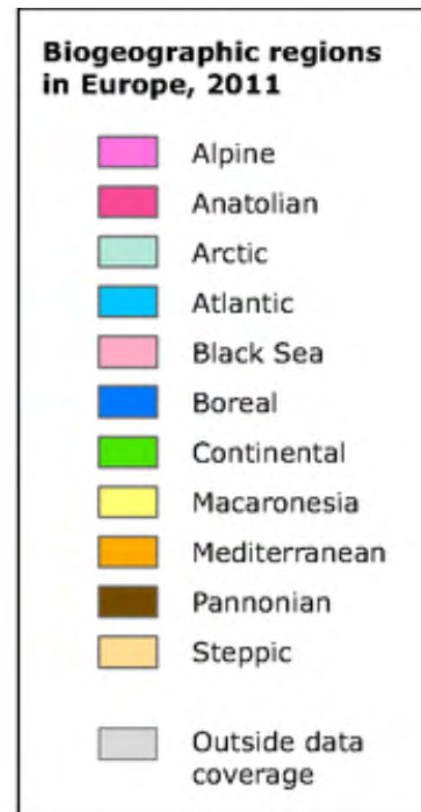 Biogeographic regions
in Europe, 2011
Alpine
Anatolian
Arctic
Atlantic
Black Sea
Boreal
Continental
Macaronesia
Mediterranean
Pannonian
Steppic
Outside data
coverage